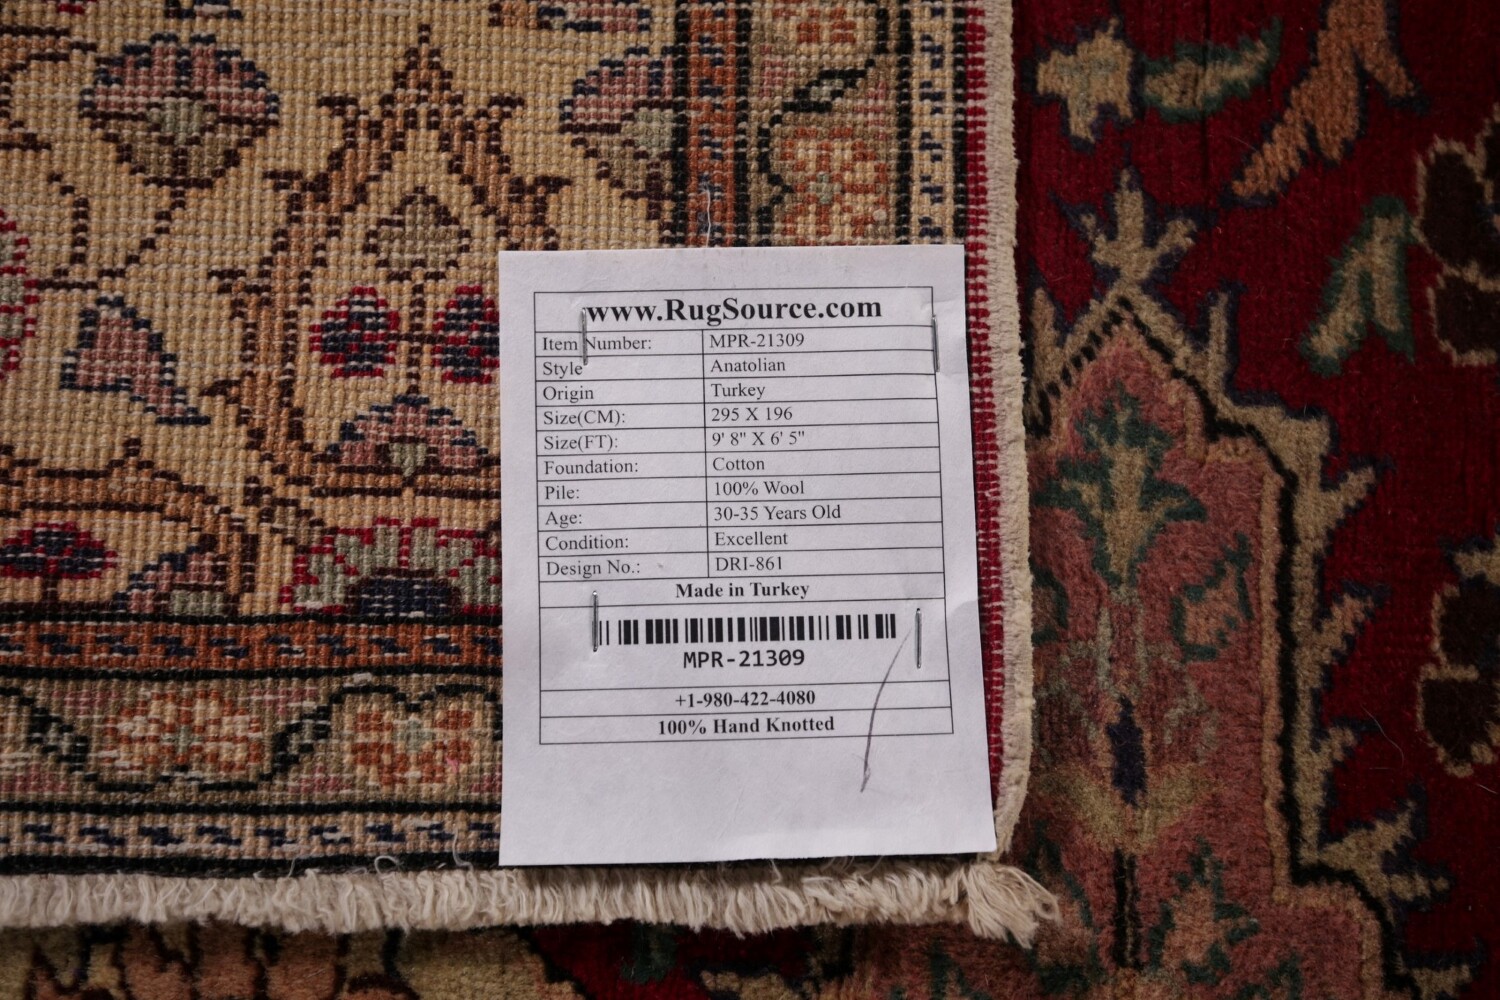 www.RugSource.com
Item Number: MPR-21309
Style Anatolian
Origin Turkey
Size(CM): 295 X 196
Size(FT): 9' 8" X 6' 5"
Foundation: Cotton
Pile: 100% Wool
Age: 30-35 Years Old
Condition: Excellent
Design No.: DRI-861
Made in Turkey
MPR-21309
+1-980-422-4080
100% Hand Knotted